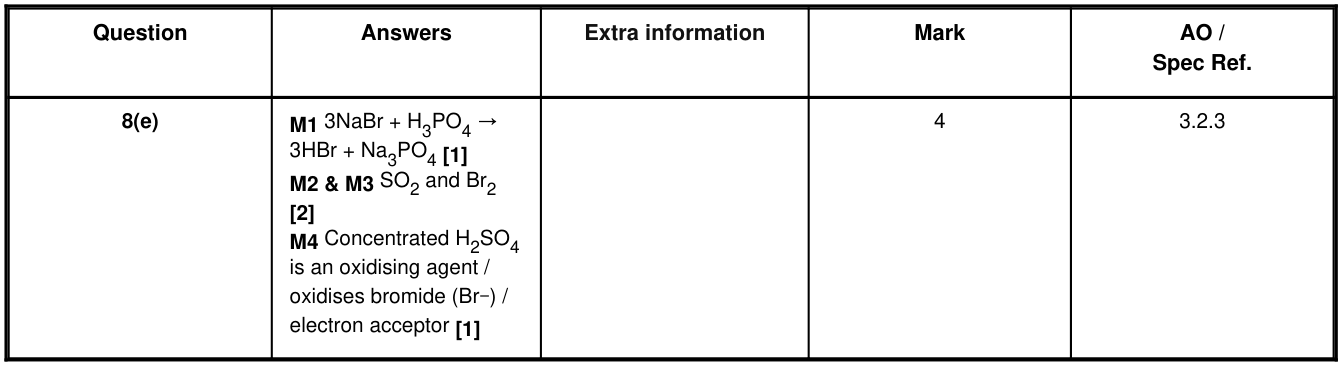 Question Answers Extra information Mark AO /
Spec Ref.
8(e) M1 3NaBr + H₃PO₄ → 4 3.2.3
3HBr + Na₃PO₄ [1]
M2 & M3 SO₂ and Br₂
[2]
M4 Concentrated H₂SO₄
is an oxidising agent /
oxidises bromide (Br−) /
electron acceptor [1]